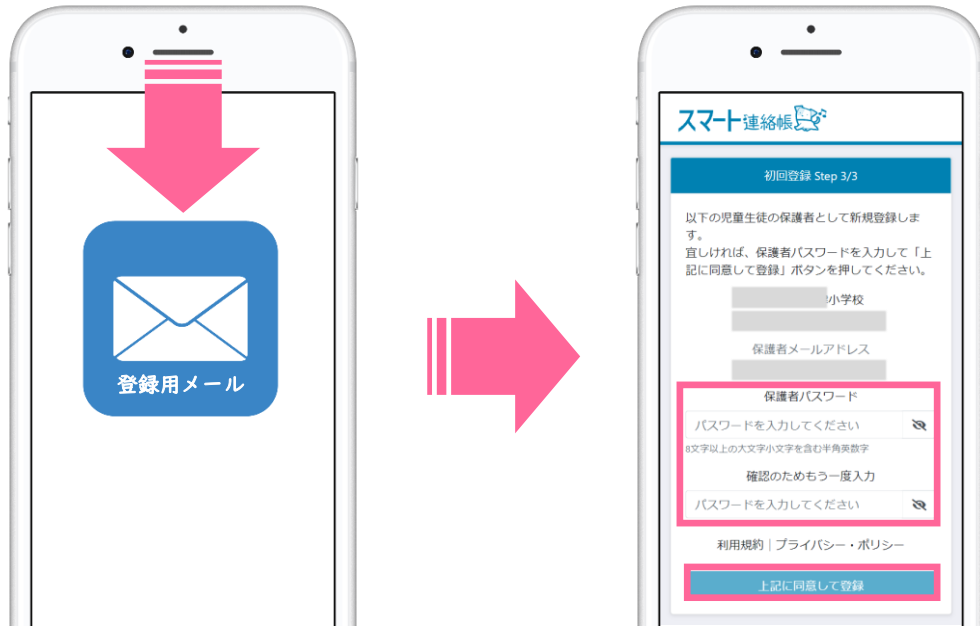 登録用メール
スマート連絡帳
初回登録 Step 3/3
以下の児童生徒の保護者として新規登録しま
す。
宜しければ、保護者パスワードを入力して「上
記に同意して登録」ボタンを押してください。
小学校
保護者メールアドレス
保護者パスワード
パスワードを入力してください
8文字以上の大文字小文字を含む半角英数字
確認のためもう一度入力
パスワードを入力してください
利用規約｜プライバシー・ポリシー
上記に同意して登録